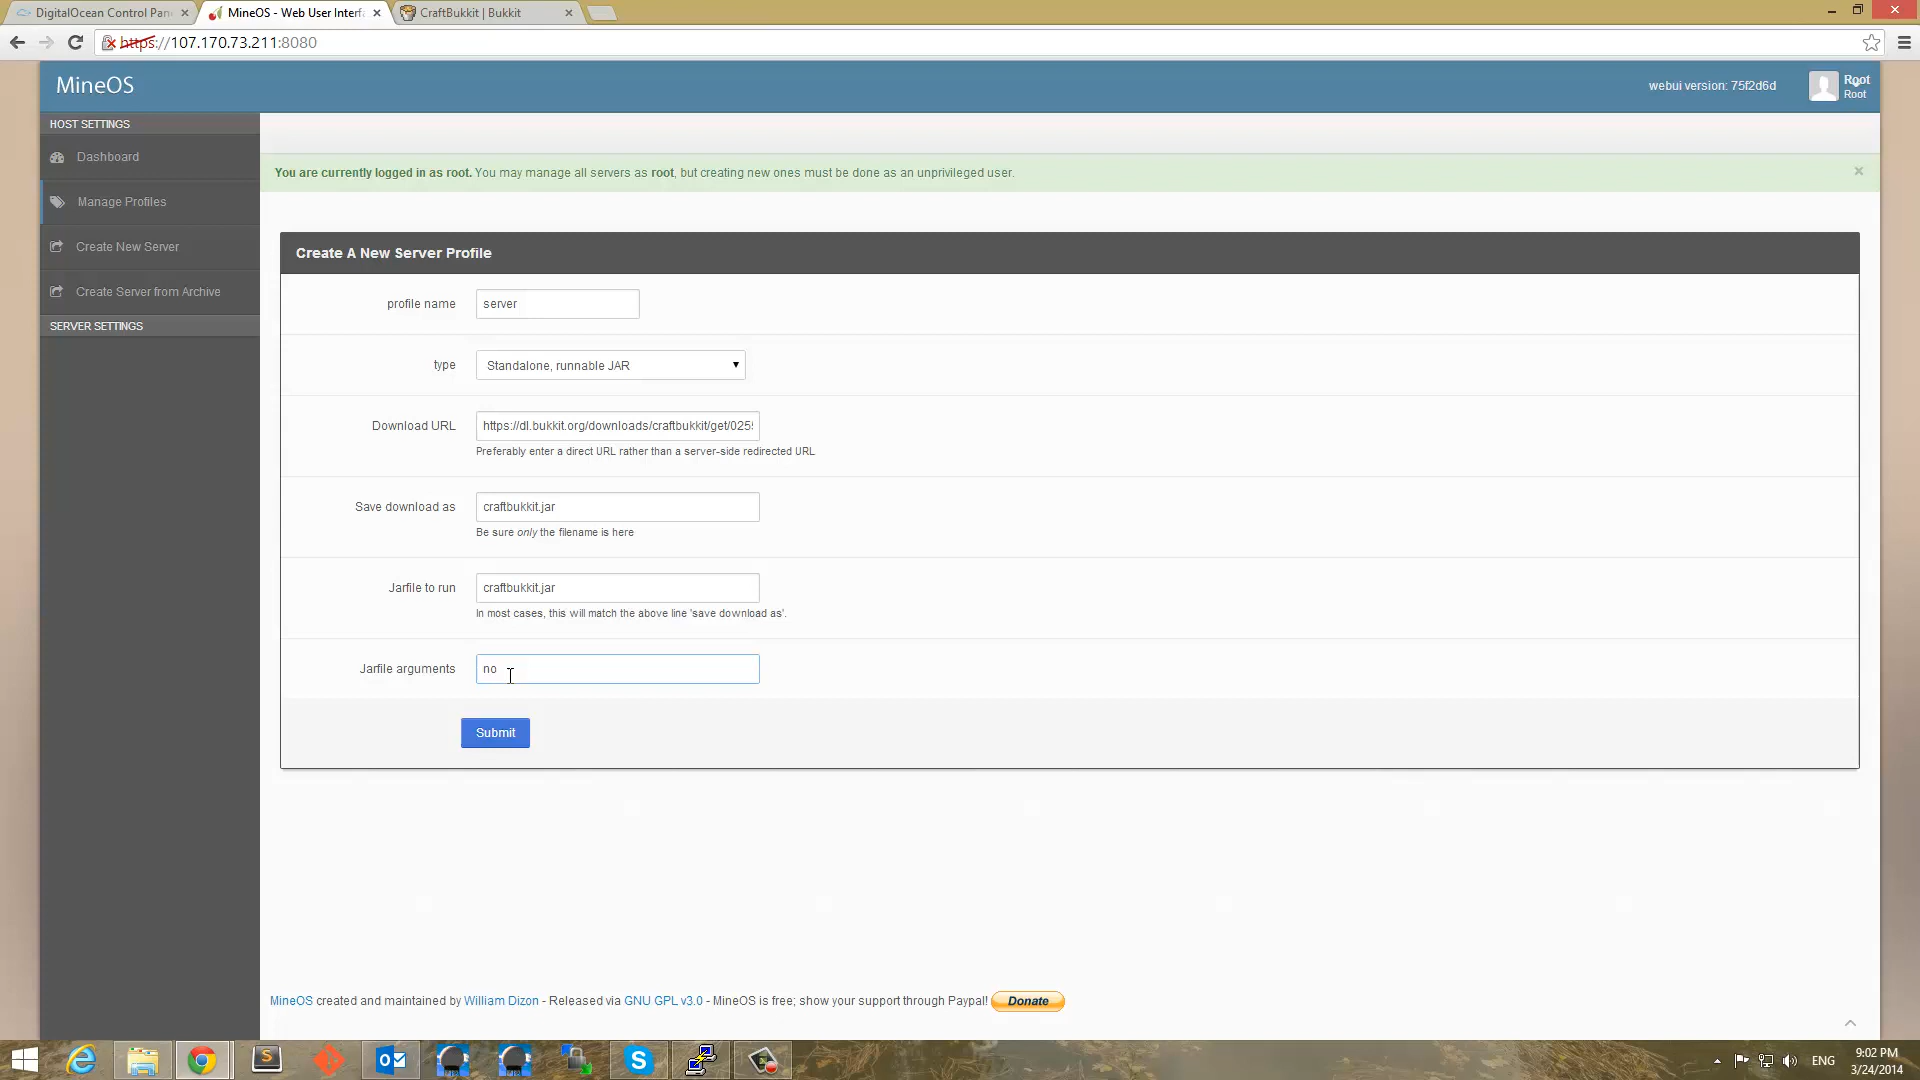 DigitalOcean Control Pan
MineOS - Web User Interf
CraftBukkit | Bukkit
https://107.170.73.211:8080
MineOS
webui version: 75f2d6d
Root
Root
HOST SETTINGS
Dashboard
Manage Profiles
Create New Server
Create Server from Archive
SERVER SETTINGS
You are currently logged in as root. You may manage all servers as root, but creating new ones must be done as an unprivileged user.
Create A New Server Profile
profile name
server
type
Standalone, runnable JAR
Download URL
https://dl.bukkit.org/downloads/craftbukkit/get/025
Preferably enter a direct URL rather than a server-side redirected URL
Save download as
craftbukkit.jar
Be sure only the filename is here
Jarfile to run
craftbukkit.jar
In most cases, this will match the above line 'save download as'.
Jarfile arguments
no
Submit
MineOS created and maintained by William Dizon - Released via GNU GPL v3.0 - MineOS is free; show your support through Paypal! Donate
ENG
9:02 PM
3/24/2014